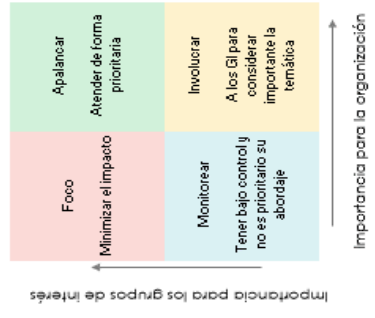 Importancia para los grupos de interés
Foco
Minimizar el impacto
Apalancar
Atender de forma
prioritaria
Monitorear
Tener bajo control y
no es prioritario su
abordaje
Involucrar
A los GI para
considerar
importante la
temática
Importancia para la organización